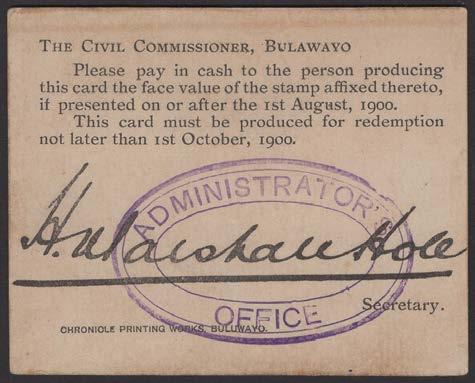 THE CIVIL COMMISSIONER, BULAWAYO
Please pay in cash to the person producing
this card the face value of the stamp affixed thereto,
if presented on or after the 1st August, 1900.
This card must be produced for redemption
not later than 1st October, 1900.
ADMINISTRATOR'S
H. Marshall Hole
OFFICE
Secretary.
CHRONICLE PRINTING WORKS, BULUWAYO.